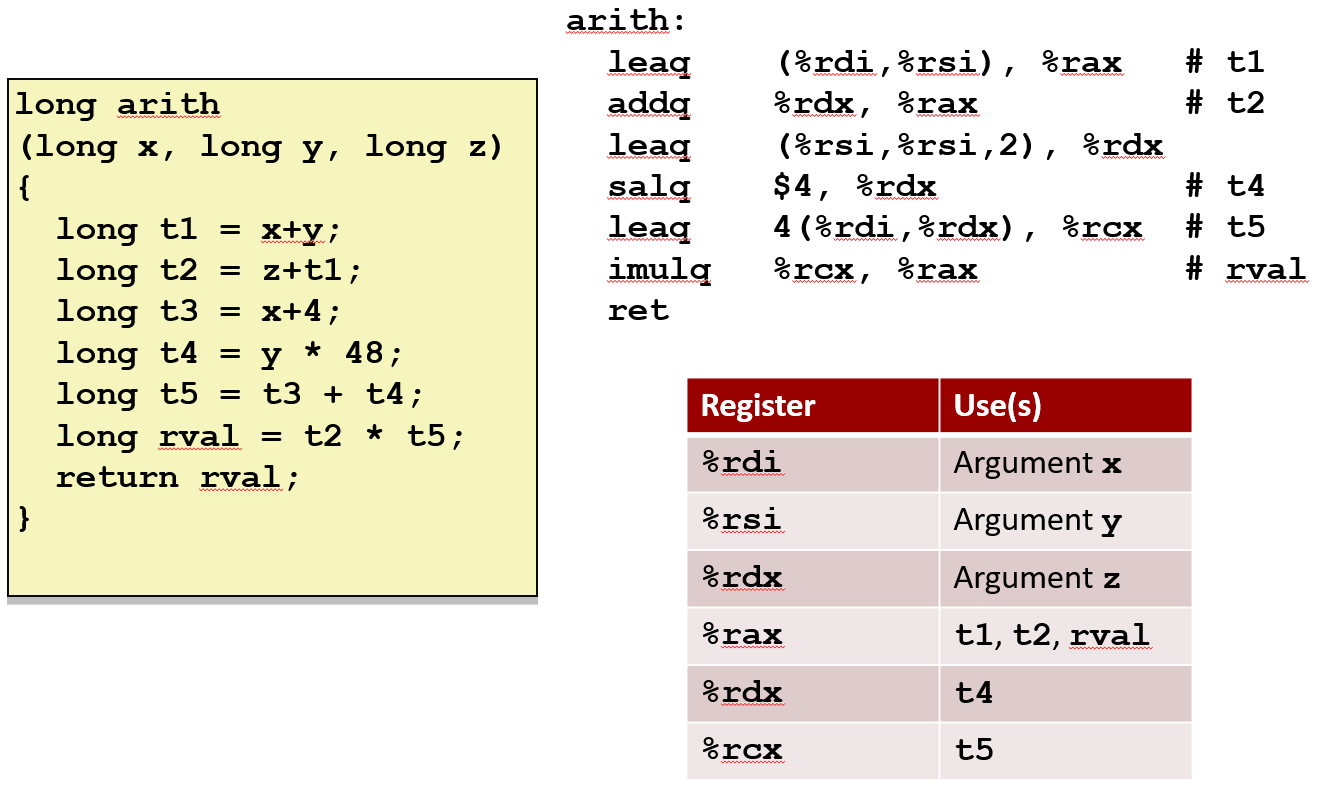 long arith
(long x, long y, long z)
{
  long t1 = x+y;
  long t2 = z+t1;
  long t3 = x+4;
  long t4 = y * 48;
  long t5 = t3 + t4;
  long rval = t2 * t5;
  return rval;
}
arith:
  leaq    (%rdi,%rsi), %rax   # t1
  addq    %rdx, %rax          # t2
  leaq    (%rsi,%rsi,2), %rdx
  salq    $4, %rdx            # t4
  leaq    4(%rdi,%rdx), %rcx  # t5
  imulq   %rcx, %rax          # rval
  ret
Register Use(s)
%rdi Argument x
%rsi Argument y
%rdx Argument z
%rax t1, t2, rval
%rdx t4
%rcx t5